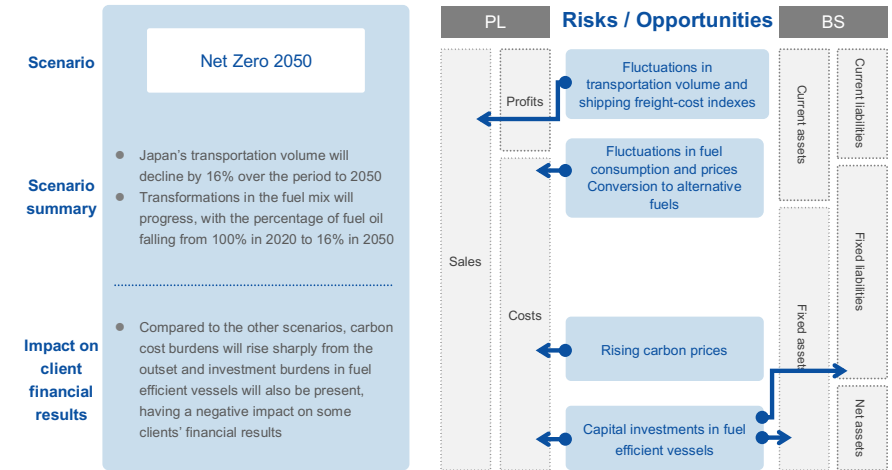 Scenario
Net Zero 2050
Scenario
summary
● Japan's transportation volume will
decline by 16% over the period to 2050
● Transformations in the fuel mix will
progress, with the percentage of fuel oil
falling from 100% in 2020 to 16% in 2050
Impact on
client
financial
results
● Compared to the other scenarios, carbon
cost burdens will rise sharply from the
outset and investment burdens in fuel
efficient vessels will also be present,
having a negative impact on some
clients' financial results
PL
Risks / Opportunities
BS
Sales
Profits
Costs
Fluctuations in
transportation volume and
shipping freight-cost indexes
Fluctuations in fuel
consumption and prices
Conversion to alternative
fuels
Rising carbon prices
Capital investments in fuel
efficient vessels
Current assets
Fixed assets
Current liabilities
Fixed liabilities
Net assets